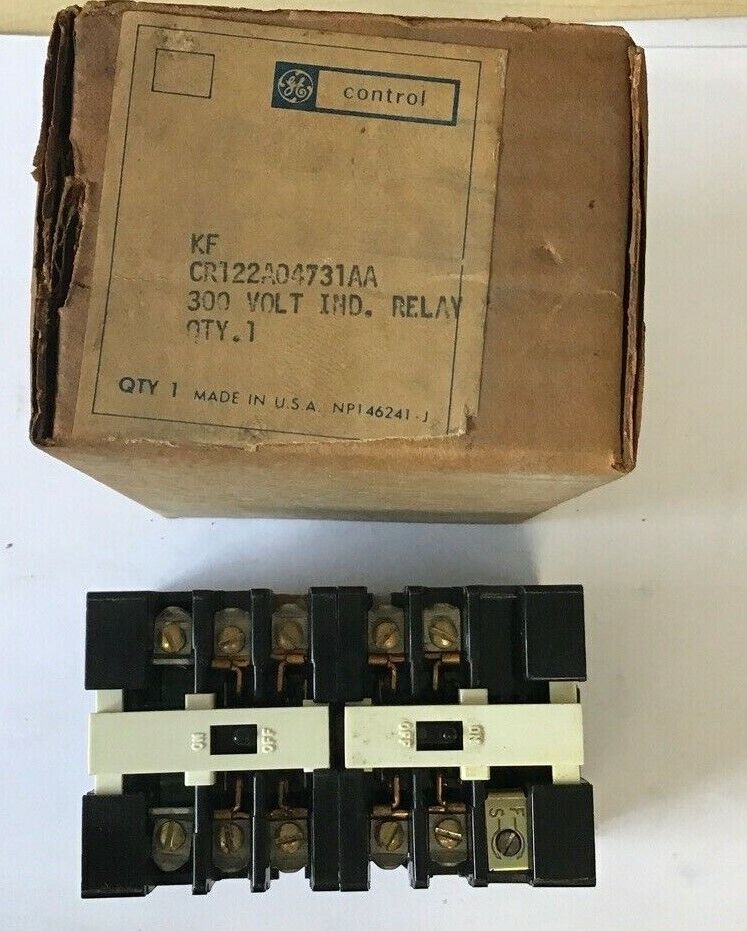 GE control
KF
CR122A04731AA
300 VOLT IND. RELAY
QTY.1
QTY 1 MADE IN U.S.A. NP146241-J
ON OFF
OFF ON
F
S